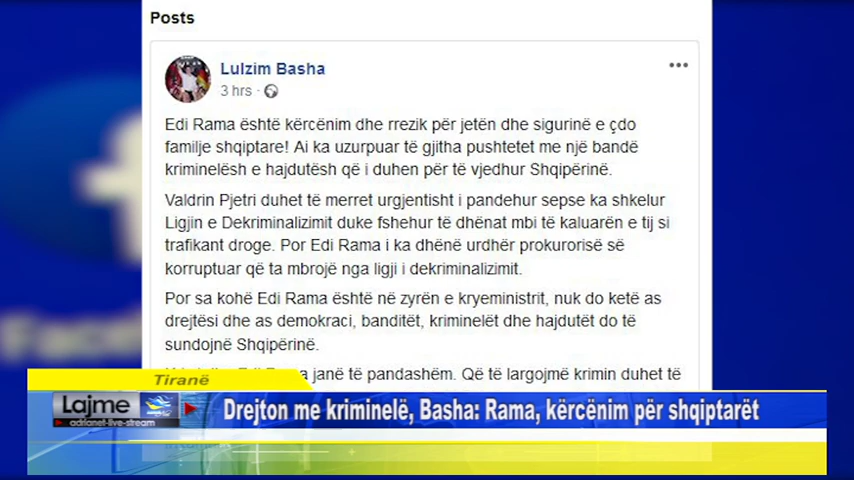 Posts
Lulzim Basha
3 hrs ·
Edi Rama është kërcënim dhe rrezik për jetën dhe sigurinë e çdo
familje shqiptare! Ai ka uzurpuar të gjitha pushtetet me një bandë
kriminelësh e hajdutësh që i duhen për të vjedhur Shqipërinë.
Valdrin Pjetri duhet të merret urgjentisht i pandehur sepse ka shkelur
Ligjin e Dekriminalizimit duke fshehur të dhënat mbi të kaluarën e tij si
trafikant droge. Por Edi Rama i ka dhënë urdhër prokurorisë së
korruptuar që ta mbrojë nga ligji i dekriminalizimit.
Por sa kohë Edi Rama është në zyrën e kryeministrit, nuk do ketë as
drejtësi dhe as demokraci, banditët, kriminelët dhe hajdutët do të
sundojnë Shqipërinë.
janë të pandashëm. Që të largojmë krimin duhet të
Tiranë
Lajme
adrianet-live-stream
Drejton me kriminelë, Basha: Rama, kërcënim për shqiptarët